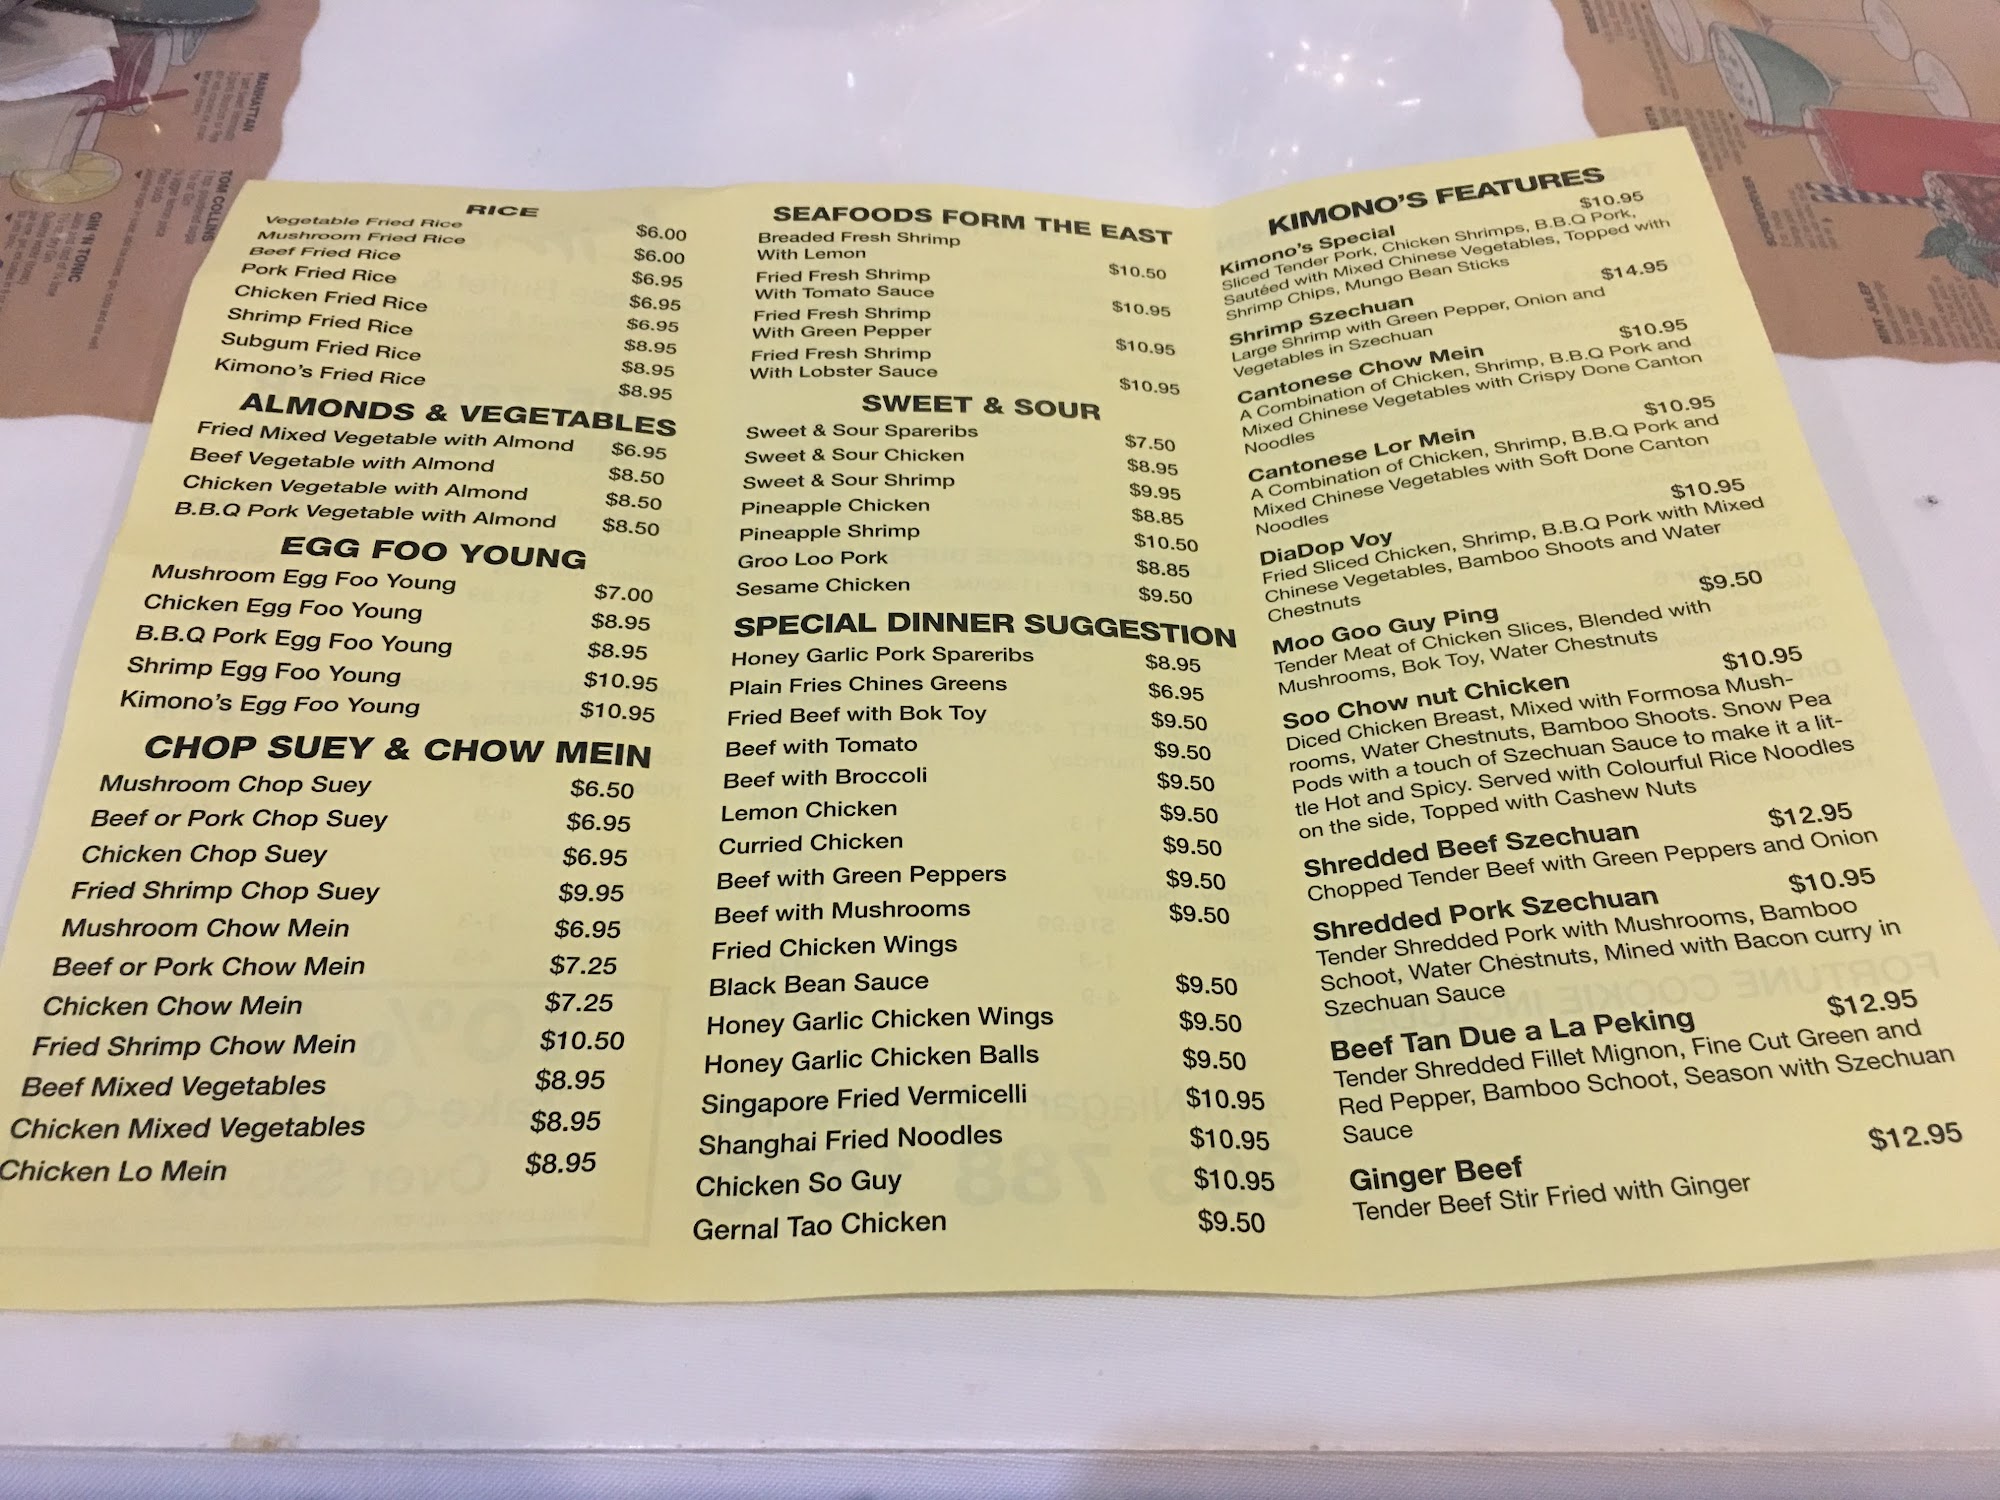 RICE
Vegetable Fried Rice $6.00
Mushroom Fried Rice $6.00
Beef Fried Rice $6.95
Pork Fried Rice $6.95
Chicken Fried Rice $6.95
Shrimp Fried Rice $8.95
Subgum Fried Rice $8.95
Kimono's Fried Rice $8.95
ALMONDS & VEGETABLES
Fried Mixed Vegetable with Almond $6.95
Beef Vegetable with Almond $8.50
Chicken Vegetable with Almond $8.50
B.B.Q Pork Vegetable with Almond $8.50
EGG FOO YOUNG
Mushroom Egg Foo Young $7.00
Chicken Egg Foo Young $8.95
B.B.Q Pork Egg Foo Young $8.95
Shrimp Egg Foo Young $10.95
Kimono's Egg Foo Young $10.95
CHOP SUEY & CHOW MEIN
Mushroom Chop Suey $6.50
Beef or Pork Chop Suey $6.95
Chicken Chop Suey $6.95
Fried Shrimp Chop Suey $9.95
Mushroom Chow Mein $6.95
Beef or Pork Chow Mein $7.25
Chicken Chow Mein $7.25
Fried Shrimp Chow Mein $10.50
Beef Mixed Vegetables $8.95
Chicken Mixed Vegetables $8.95
Chicken Lo Mein $8.95
SEAFOODS FORM THE EAST
Breaded Fresh Shrimp
With Lemon $10.50
Fried Fresh Shrimp
With Tomato Sauce $10.95
Fried Fresh Shrimp
With Green Pepper $10.95
Fried Fresh Shrimp
With Lobster Sauce $10.95
SWEET & SOUR
Sweet & Sour Spareribs $7.50
Sweet & Sour Chicken $8.95
Sweet & Sour Shrimp $9.95
Pineapple Chicken $8.85
Pineapple Shrimp $10.50
Groo Loo Pork $8.85
Sesame Chicken $9.50
SPECIAL DINNER SUGGESTION
Honey Garlic Pork Spareribs $8.95
Plain Fries Chines Greens $6.95
Fried Beef with Bok Toy $9.50
Beef with Tomato $9.50
Beef with Broccoli $9.50
Lemon Chicken $9.50
Curried Chicken $9.50
Beef with Green Peppers $9.50
Beef with Mushrooms $9.50
Fried Chicken Wings
Black Bean Sauce $9.50
Honey Garlic Chicken Wings $9.50
Honey Garlic Chicken Balls $9.50
Singapore Fried Vermicelli $10.95
Shanghai Fried Noodles $10.95
Chicken So Guy $10.95
Gernal Tao Chicken $9.50
KIMONO'S FEATURES
Kimono's Special $10.95
Sliced Tender Pork, Chicken Shrimps, B.B.Q Pork,
Sautéed with Mixed Chinese Vegetables, Topped with
Shrimp Chips, Mungo Bean Sticks
Shrimp Szechuan $14.95
Large Shrimp with Green Pepper, Onion and
Vegetables in Szechuan
Cantonese Chow Mein $10.95
A Combination of Chicken, Shrimp, B.B.Q Pork and
Mixed Chinese Vegetables with Crispy Done Canton
Noodles
Cantonese Lor Mein $10.95
A Combination of Chicken, Shrimp, B.B.Q Pork and
Mixed Chinese Vegetables with Soft Done Canton
Noodles
DiaDop Voy $10.95
Fried Sliced Chicken, Shrimp, B.B.Q Pork with Mixed
Chinese Vegetables, Bamboo Shoots and Water
Chestnuts
Moo Goo Guy Ping $9.50
Tender Meat of Chicken Slices, Blended with
Mushrooms, Bok Toy, Water Chestnuts
Soo Chow nut Chicken $10.95
Diced Chicken Breast, Mixed with Formosa Mush-
rooms, Water Chestnuts, Bamboo Shoots. Snow Pea
Pods with a touch of Szechuan Sauce to make it a lit-
tle Hot and Spicy. Served with Colourful Rice Noodles
on the side, Topped with Cashew Nuts
Shredded Beef Szechuan $12.95
Chopped Tender Beef with Green Peppers and Onion
Shredded Pork Szechuan $10.95
Tender Shredded Pork with Mushrooms, Bamboo
Schoot, Water Chestnuts, Mined with Bacon curry in
Szechuan Sauce
Beef Tan Due a La Peking $12.95
Tender Shredded Fillet Mignon, Fine Cut Green and
Red Pepper, Bamboo Schoot, Season with Szechuan
Sauce
Ginger Beef $12.95
Tender Beef Stir Fried with Ginger
MANHATTAN
TOM COLLINS
GIN 'N TONIC
MINT JULEP